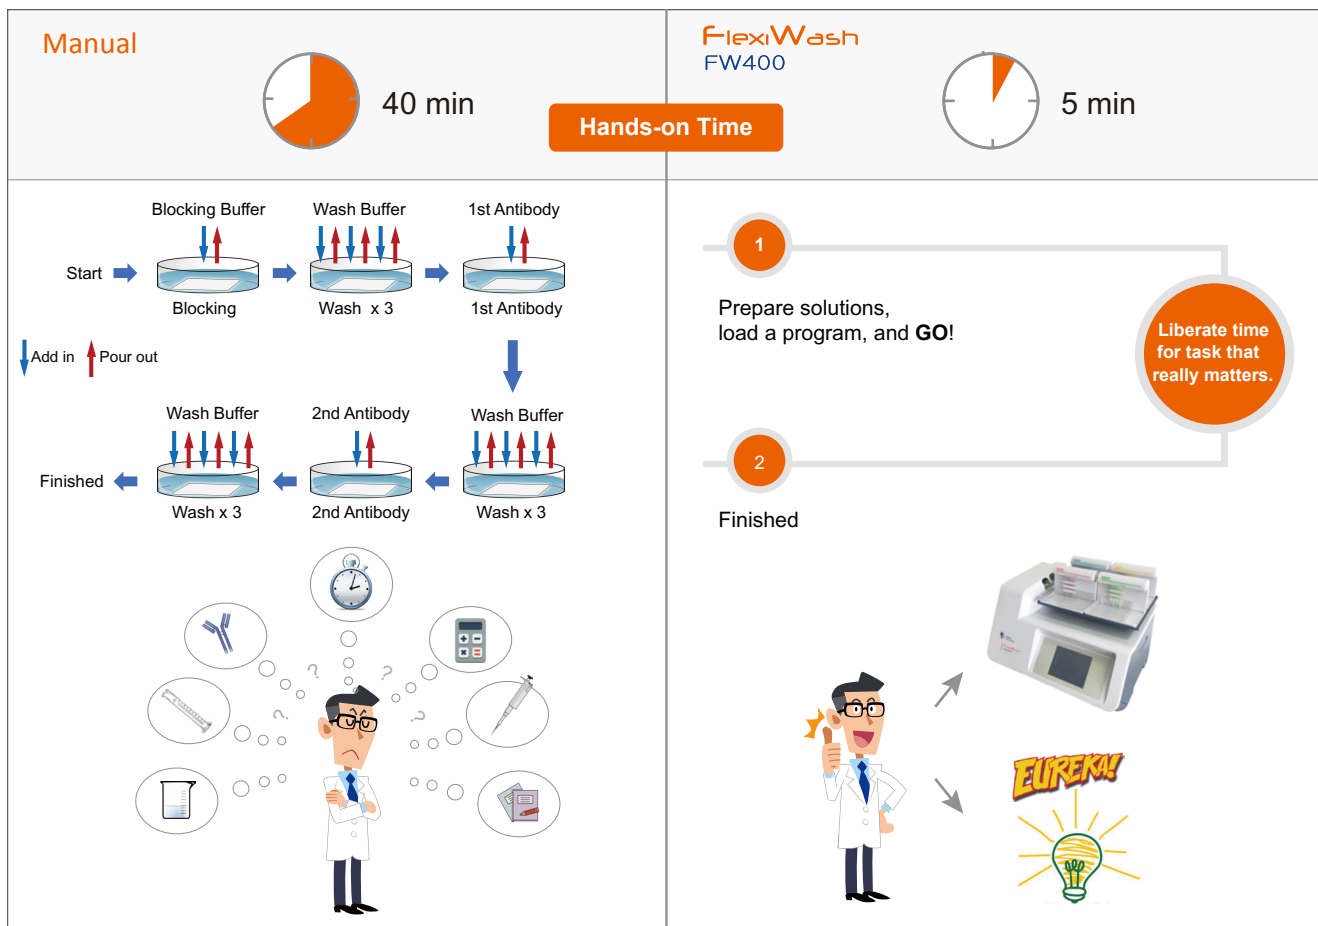 Manual
40 min
FlexiWash
FW400
5 min
Hands-on Time
Blocking Buffer
Wash Buffer
1st Antibody
Start
Blocking
Wash x 3
1st Antibody
Add in
Pour out
Wash Buffer
2nd Antibody
Wash Buffer
Finished
Wash x 3
2nd Antibody
Wash x 3
?
?
?
?
1
Prepare solutions,
load a program, and GO!
Liberate time
for task that
really matters.
2
Finished
EUREKA!